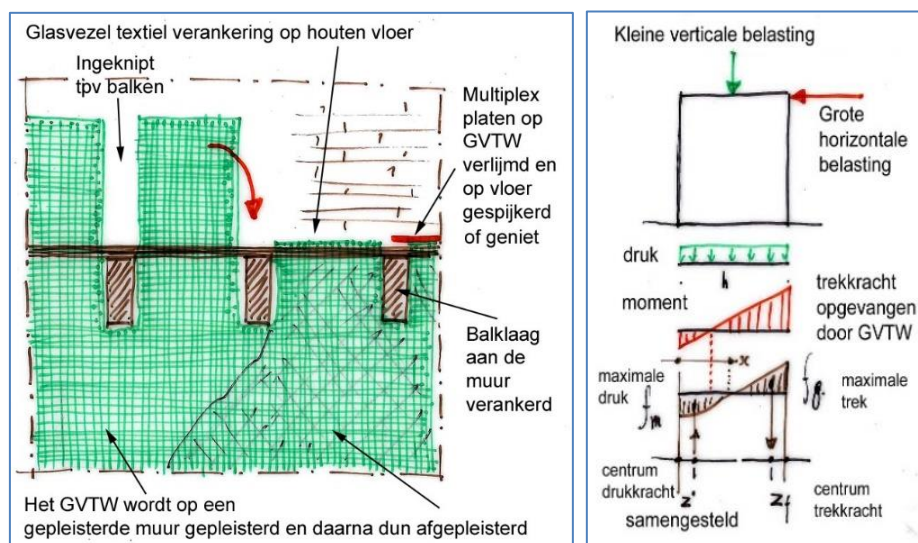 Glasvezel textiel verankering op houten vloer
Ingeknipt
tpv balken
Multiplex
platen op
GVTW
verlijmd en
op vloer
gespijkerd
of geniet
Balklaag
aan de
muur
verankerd
Het GVTW wordt op een
gepleisterde muur gepleisterd en daarna dun afgepleisterd
Kleine verticale belasting
Grote
horizontale
belasting
druk
h
moment
trekkracht
opgevangen
door GVTW
x
maximale
druk
fm
maximale
trek
centrum
drukkracht
z
zf
centrum
trekkracht
samengesteld